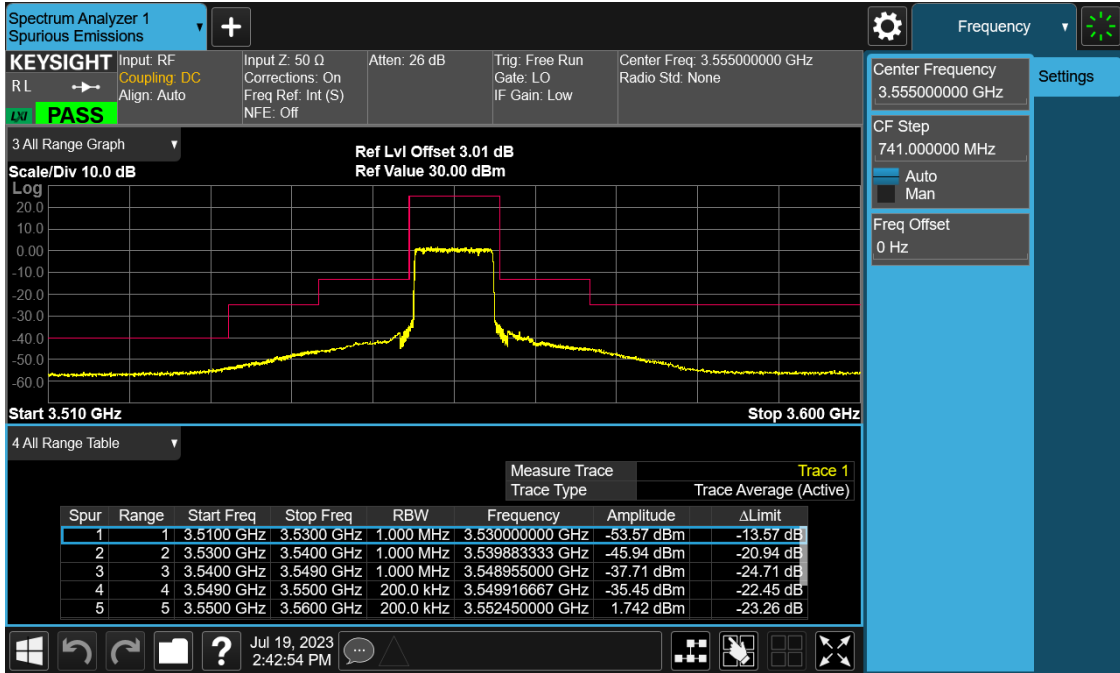 Spectrum Analyzer 1
Spurious Emissions
+
Frequency
KEYSIGHT
R L
LXI PASS
Input: RF
Coupling: DC
Align: Auto
Input Z: 50 Ω
Corrections: On
Freq Ref: Int (S)
NFE: Off
Atten: 26 dB
Trig: Free Run
Gate: LO
IF Gain: Low
Center Freq: 3.555000000 GHz
Radio Std: None
Center Frequency
3.555000000 GHz
Settings
CF Step
741.000000 MHz
Auto
Man
Freq Offset
0 Hz
3 All Range Graph
Scale/Div 10.0 dB
Ref Lvl Offset 3.01 dB
Ref Value 30.00 dBm
Log
20.0
10.0
0.00
-10.0
-20.0
-30.0
-40.0
-50.0
-60.0
Start 3.510 GHz
Stop 3.600 GHz
4 All Range Table
Measure Trace Trace 1
Trace Type Trace Average (Active)
Spur Range Start Freq Stop Freq RBW Frequency Amplitude ΔLimit
1 1 3.5100 GHz 3.5300 GHz 1.000 MHz 3.530000000 GHz -53.57 dBm -13.57 dB
2 2 3.5300 GHz 3.5400 GHz 1.000 MHz 3.539883333 GHz -45.94 dBm -20.94 dB
3 3 3.5400 GHz 3.5490 GHz 1.000 MHz 3.548955000 GHz -37.71 dBm -24.71 dB
4 4 3.5490 GHz 3.5500 GHz 200.0 kHz 3.549916667 GHz -35.45 dBm -22.45 dB
5 5 3.5500 GHz 3.5600 GHz 200.0 kHz 3.552450000 GHz 1.742 dBm -23.26 dB
?
Jul 19, 2023
2:42:54 PM